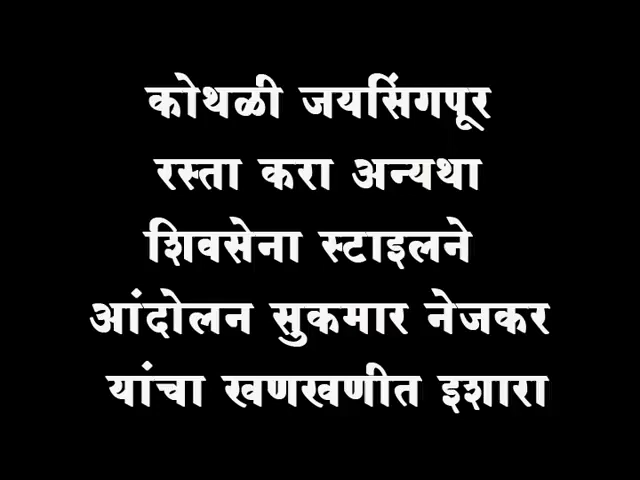 कोथळी जयसिंगपूर
रस्ता करा अन्यथा
शिवसेना स्टाइलने
आंदोलन सुकमार नेजकर
यांचा खणखणीत इशारा